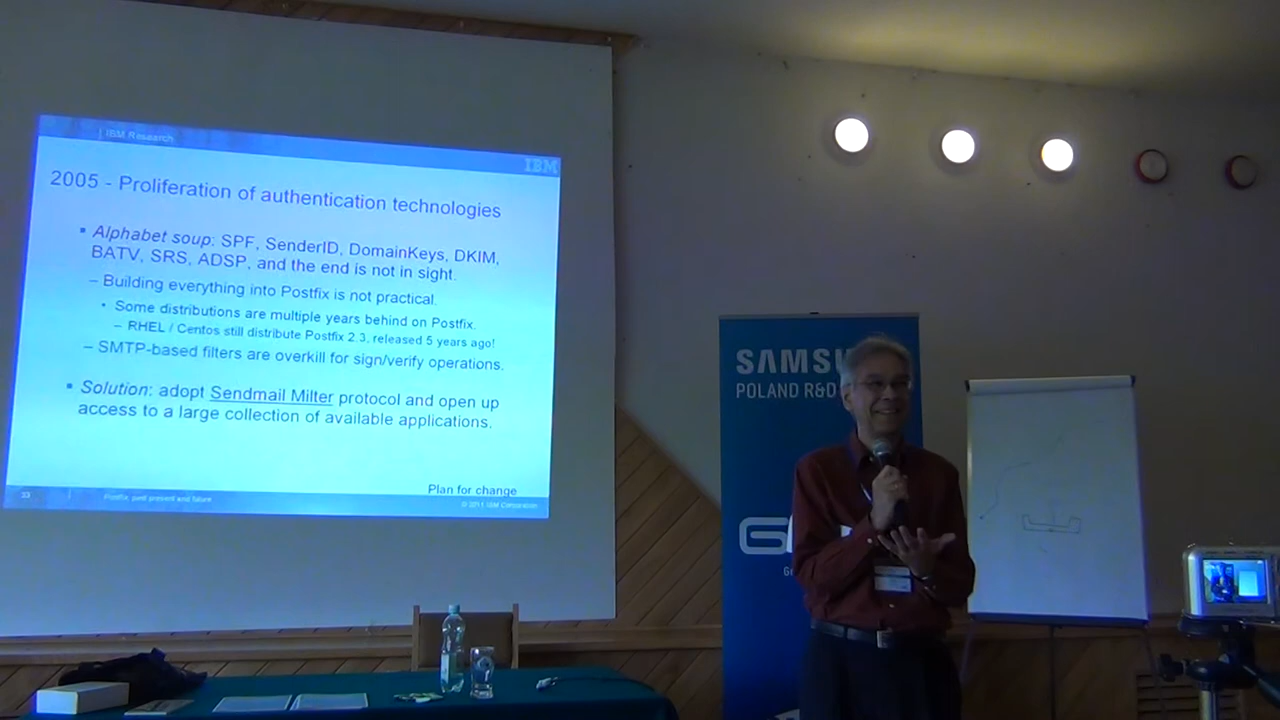 | IBM Research
IBM
2005 - Proliferation of authentication technologies
▪ Alphabet soup: SPF, SenderID, DomainKeys, DKIM,
BATV, SRS, ADSP, and the end is not in sight.
– Building everything into Postfix is not practical.
• Some distributions are multiple years behind on Postfix.
– RHEL / Centos still distribute Postfix 2.3, released 5 years ago!
– SMTP-based filters are overkill for sign/verify operations.
▪ Solution: adopt Sendmail Milter protocol and open up
access to a large collection of available applications.
Plan for change
33
Postfix, past present and future
© 2011 IBM Corporation
SAMSU
POLAND R&D
G